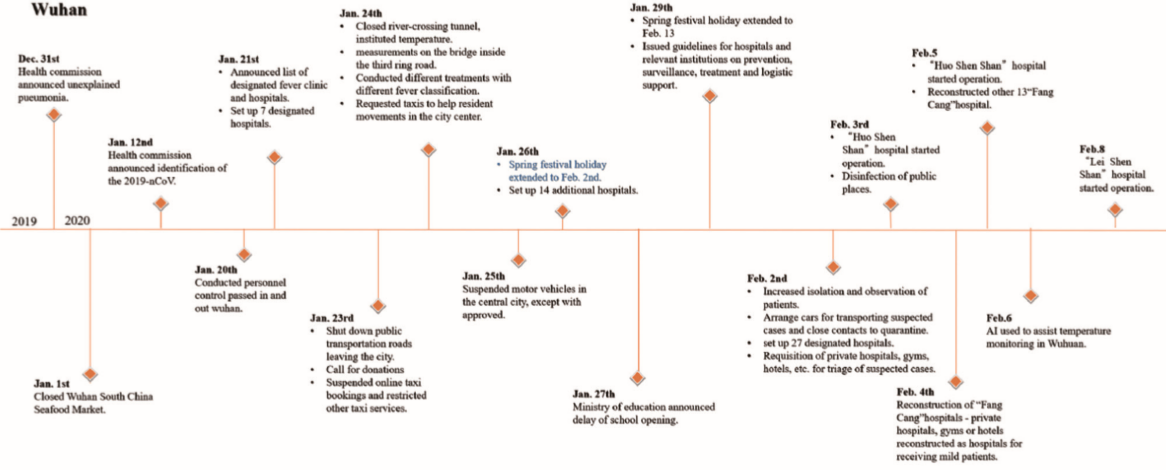 Wuhan
Dec. 31st
Health commission
announced unexplained
pueumonia.
2019
2020
Jan. 1st
Closed Wuhan South China
Seafood Market.
Jan. 12nd
Health commission
announced identification of
the 2019-nCoV.
Jan. 20th
Conducted personnel
control passed in and
out wuhan.
Jan. 21st
• Announced list of
designated fever clinic
and hospitals.
• Set up 7 designated
hospitals.
Jan. 23rd
• Shut down public
transportation roads
leaving the city.
• Call for donations
• Suspended online taxi
bookings and restricted
other taxi services.
Jan. 24th
• Closed river-crossing tunnel,
instituted temperature.
• measurements on the bridge inside
the third ring road.
• Conducted different treatments with
different fever classification.
• Requested taxis to help resident
movements in the city center.
Jan. 25th
Suspended motor vehicles in
the central city, except with
approved.
Jan. 26th
• Spring festival holiday
extended to Feb. 2nd.
• Set up 14 additional hospitals.
Jan. 27th
Ministry of education announced
delay of school opening.
Jan. 29th
• Spring festival holiday extended to
Feb. 13
• Issued guidelines for hospitals and
relevant institutions on prevention,
surveillance, treatment and logistic
support.
Feb. 2nd
• Increased isolation and observation of
patients.
• Arrange cars for transporting suspected
cases and close contacts to quarantine.
• set up 27 designated hospitals.
• Requisition of private hospitals, gyms,
hotels, etc. for triage of suspected cases.
Feb. 3rd
• "Huo Shen
Shan" hospital started
operation.
• Disinfection of public
places.
Feb. 4th
Reconstruction of "Fang
Cang"hospitals - private
hospitals, gyms or hotels
reconstructed as hospitals for
receiving mild patients.
Feb.5
• "Huo Shen Shan" hospital
started operation.
• Reconstructed other 13"Fang
Cang"hospital.
Feb.6
AI used to assist temperature
monitoring in Wuhuan.
Feb.8
"Lei Shen
Shan" hospital
started operation.